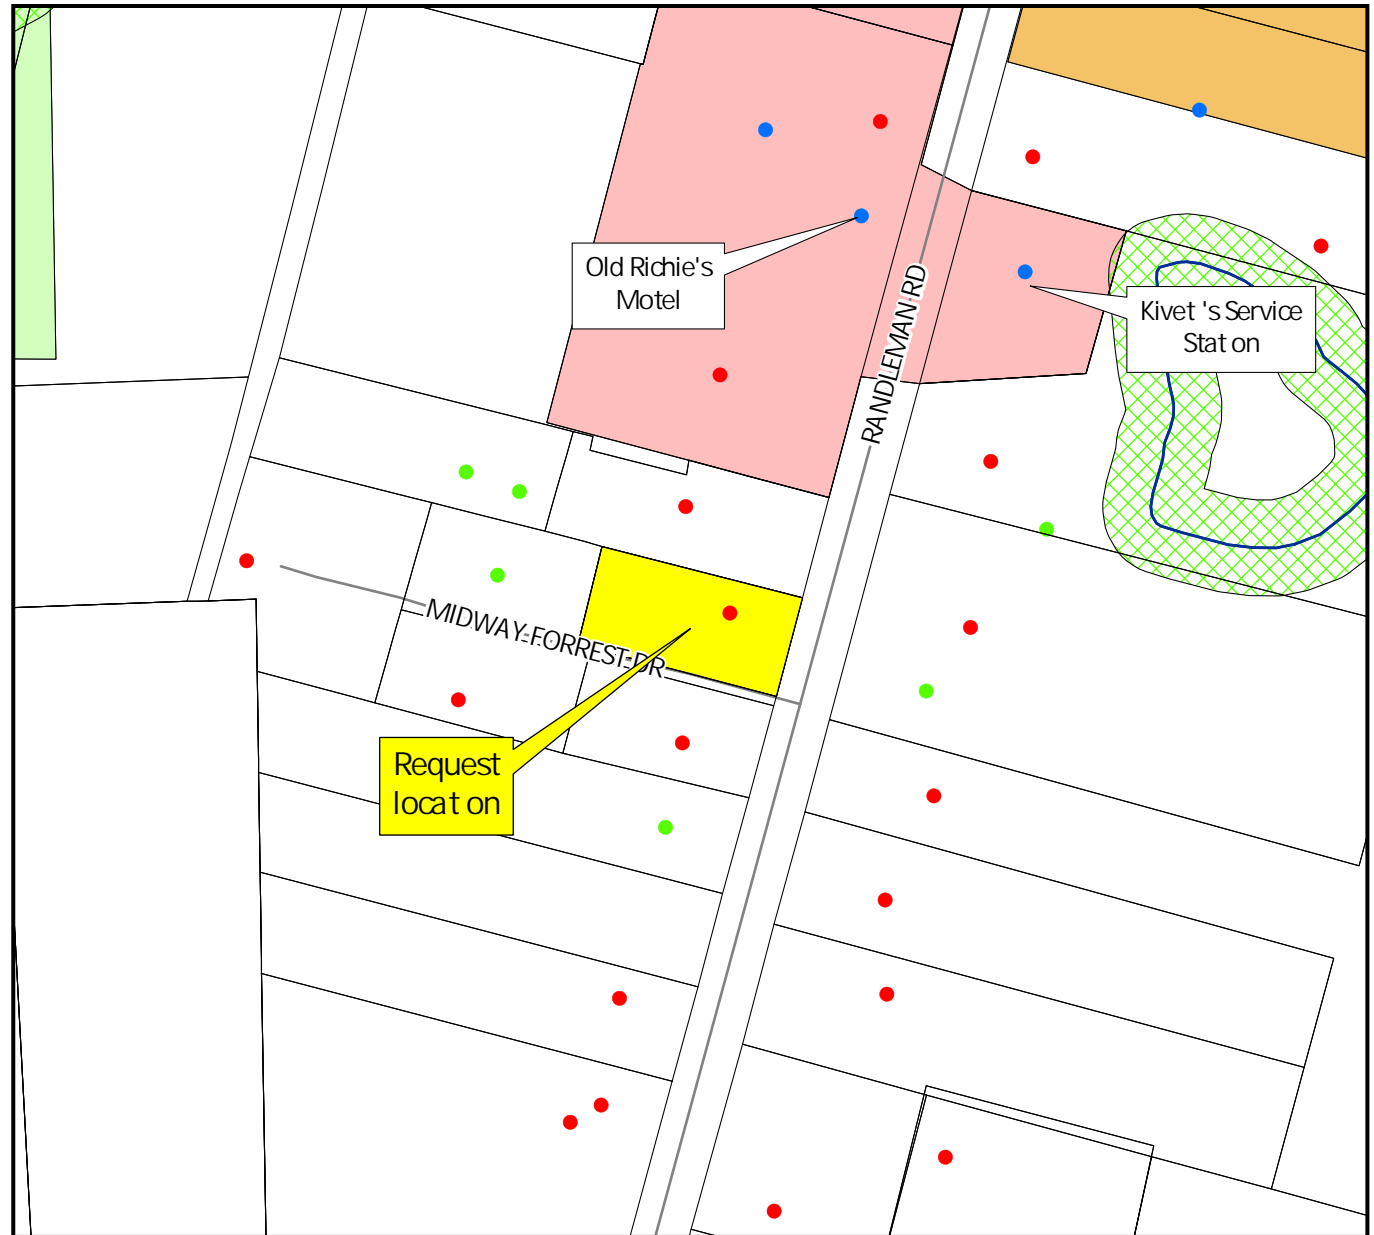 Old Richie's
Motel
Kivet 's Service
Stat on
RANDLEMAN RD
MIDWAY-FORREST-DR
Request
locat on